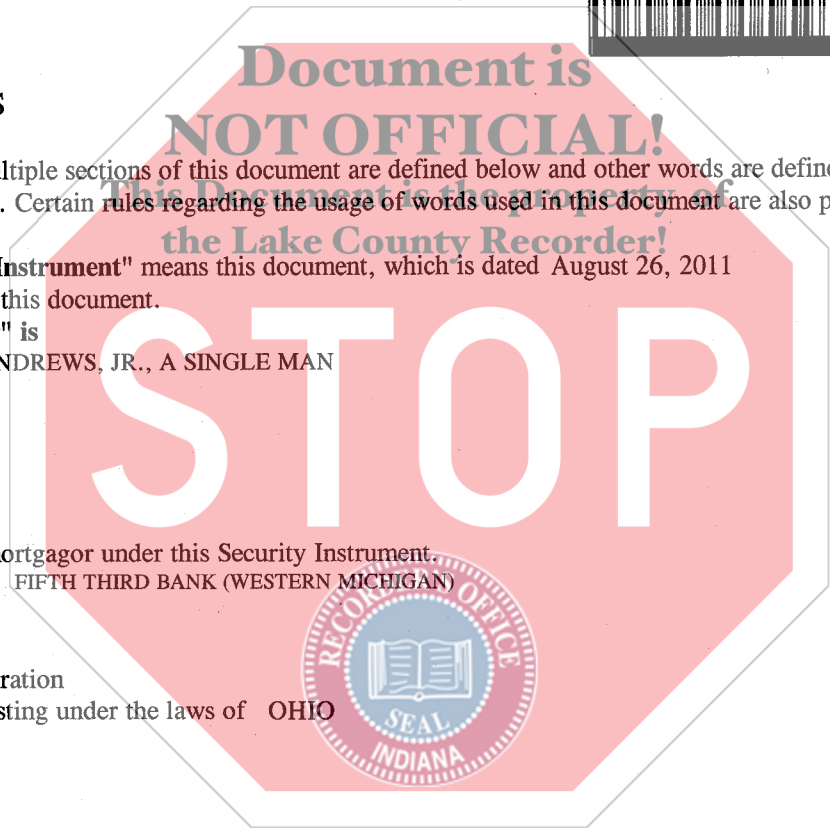 Document is
S
NOT OFFICIAL!
ltiple sections of this document are defined below and other words are define
This Document is the property of
. Certain rules regarding the usage of words used in this document are also p
the Lake County Recorder!
Instrument" means this document, which is dated August 26, 2011
this document.
" is
NDREWS, JR., A SINGLE MAN
STOP
ortgagor under this Security Instrument.
FIFTH THIRD BANK (WESTERN MICHIGAN)
RECORDER'S OFFICE
ration
sting under the laws of OHIO
SEAL
INDIANA